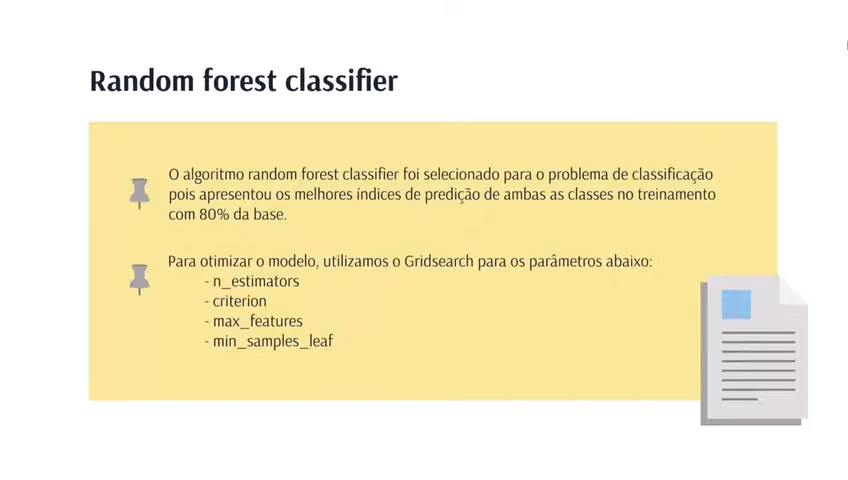 Random forest classifier
O algoritmo random forest classifier foi selecionado para o problema de classificação
pois apresentou os melhores índices de predição de ambas as classes no treinamento
com 80% da base.
Para otimizar o modelo, utilizamos o Gridsearch para os parâmetros abaixo:
- n_estimators
- criterion
- max_features
- min_samples_leaf